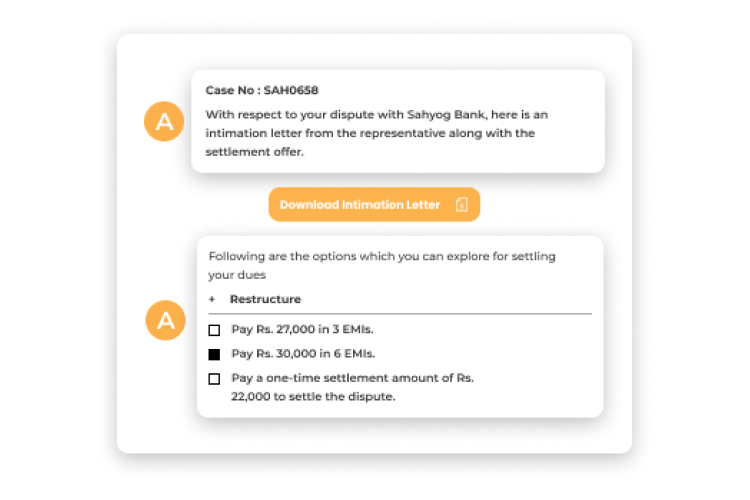 Case No : SAH0658
A
With respect to your dispute with Sahyog Bank, here is an
intimation letter from the representative along with the
settlement offer.
Download Intimation Letter
Following are the options which you can explore for settling
your dues
+ Restructure
A
Pay Rs. 27,000 in 3 EMIs.
Pay Rs. 30,000 in 6 EMIs.
Pay a one-time settlement amount of Rs.
22,000 to settle the dispute.